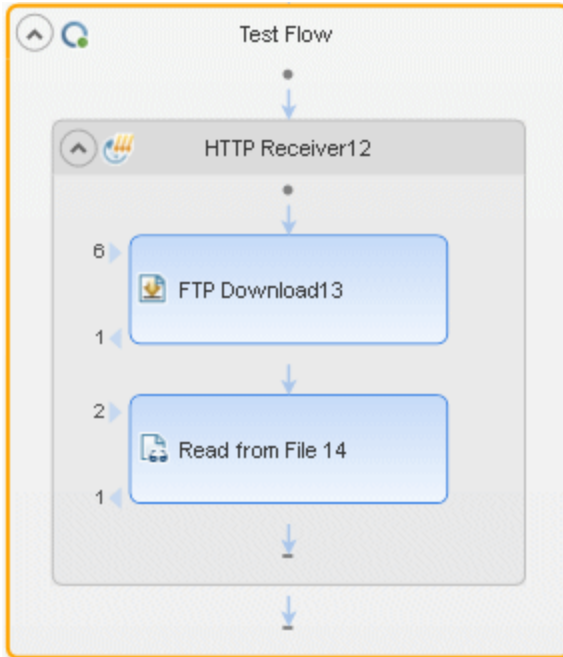 Test Flow
HTTP Receiver12
6
FTP Download13
1
2
Read from File 14
1